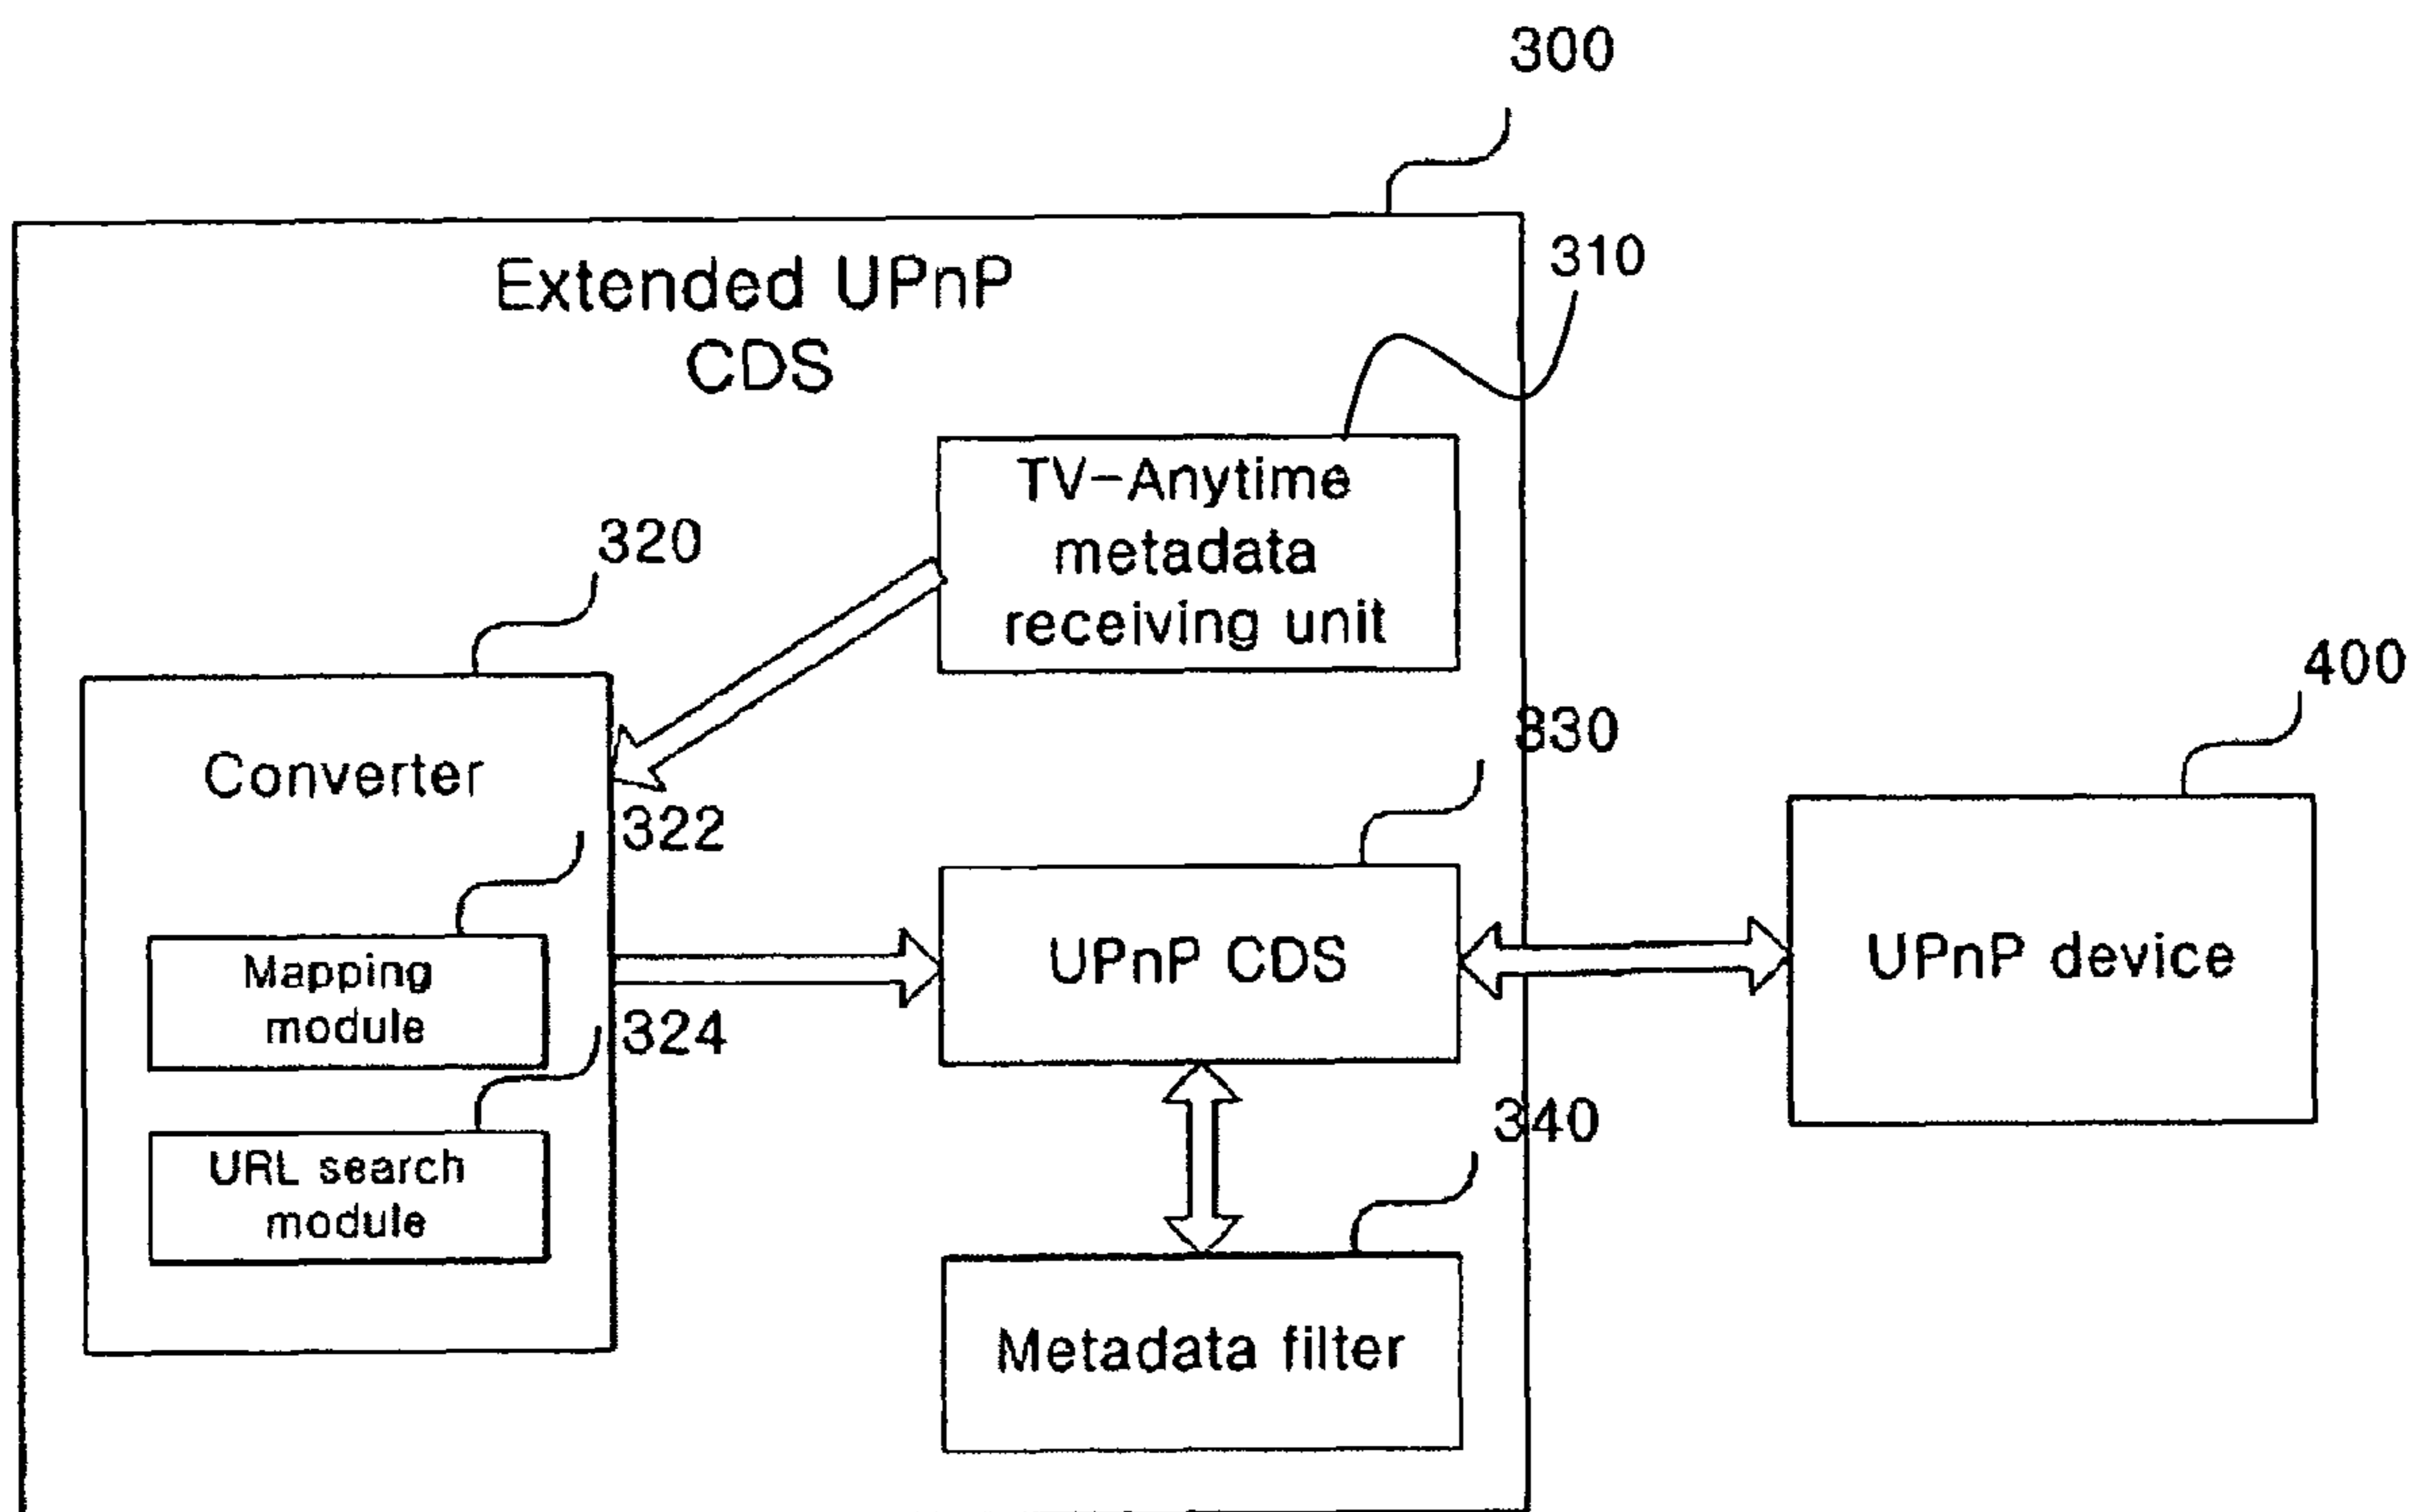 300
Extended UPnP
CDS
310
TV-Anytime
metadata
receiving unit
320
Converter
322
Mapping
module
324
URL search
module
330
UPnP CDS
400
UPnP device
340
Metadata filter